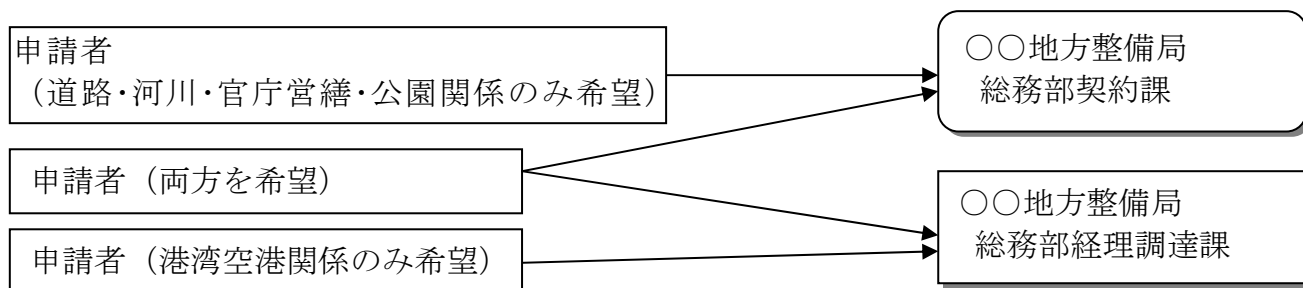 申請者
（道路・河川・官庁営繕・公園関係のみ希望）
○○地方整備局
総務部契約課
申請者（両方を希望）
○○地方整備局
総務部経理調達課
申請者（港湾空港関係のみ希望）